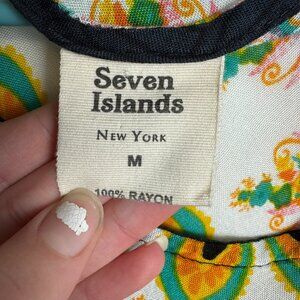 Seven
Islands
NEW YORK
M
100% RAYON